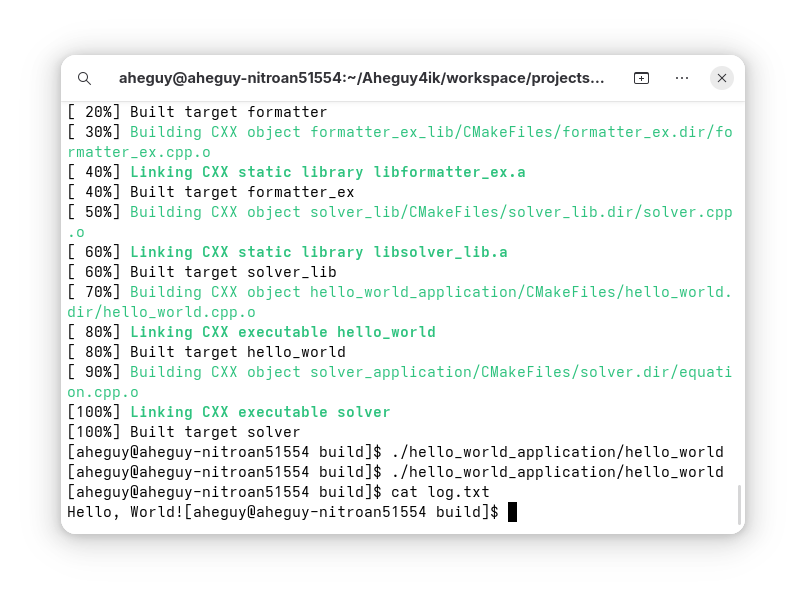 aheguy@aheguy-nitroan51554:~/Aheguy4ik/workspace/projects...
[ 20%] Built target formatter
[ 30%] Building CXX object formatter_ex_lib/CMakeFiles/formatter_ex.dir/fo
rmatter_ex.cpp.o
[ 40%] Linking CXX static library libformatter_ex.a
[ 40%] Built target formatter_ex
[ 50%] Building CXX object solver_lib/CMakeFiles/solver_lib.dir/solver.cpp
.o
[ 60%] Linking CXX static library libsolver_lib.a
[ 60%] Built target solver_lib
[ 70%] Building CXX object hello_world_application/CMakeFiles/hello_world.
dir/hello_world.cpp.o
[ 80%] Linking CXX executable hello_world
[ 80%] Built target hello_world
[ 90%] Building CXX object solver_application/CMakeFiles/solver.dir/equati
on.cpp.o
[100%] Linking CXX executable solver
[100%] Built target solver
[aheguy@aheguy-nitroan51554 build]$ ./hello_world_application/hello_world
[aheguy@aheguy-nitroan51554 build]$ ./hello_world_application/hello_world
[aheguy@aheguy-nitroan51554 build]$ cat log.txt
Hello, World![aheguy@aheguy-nitroan51554 build]$